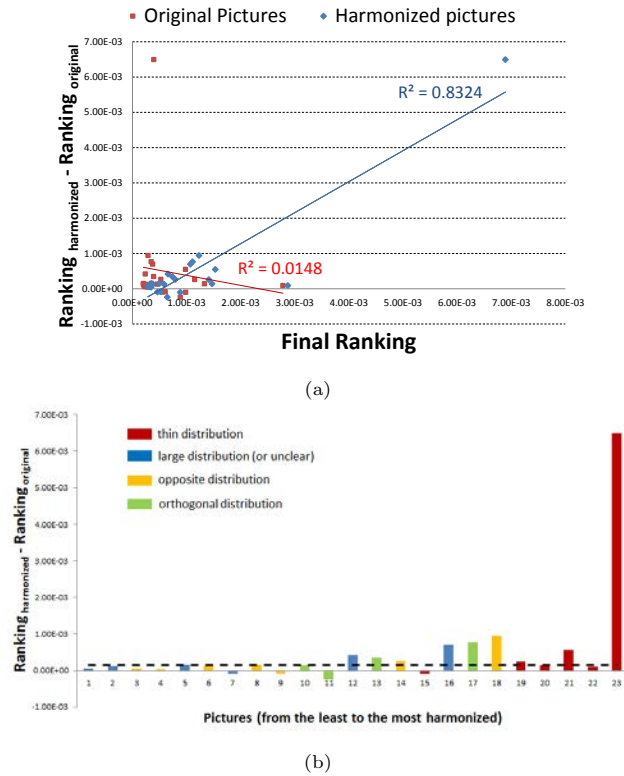 Original Pictures Harmonized pictures
7.00E-03
6.00E-03
5.00E-03
4.00E-03
3.00E-03
2.00E-03
1.00E-03
0.00E+00
-1.00E-03
Ranking harmonized - Ranking original
R² = 0.8324
R² = 0.0148
0.00E+00 1.00E-03 2.00E-03 3.00E-03 4.00E-03 5.00E-03 6.00E-03 7.00E-03 8.00E-03
Final Ranking
(a)
7.00E-03
6.00E-03
5.00E-03
4.00E-03
3.00E-03
2.00E-03
1.00E-03
0.00E+00
-1.00E-03
Ranking harmonized - Ranking original
thin distribution
large distribution (or unclear)
opposite distribution
orthogonal distribution
1 2 3 4 5 6 7 8 9 10 11 12 13 14 15 16 17 18 19 20 21 22 23
Pictures (from the least to the most harmonized)
(b)